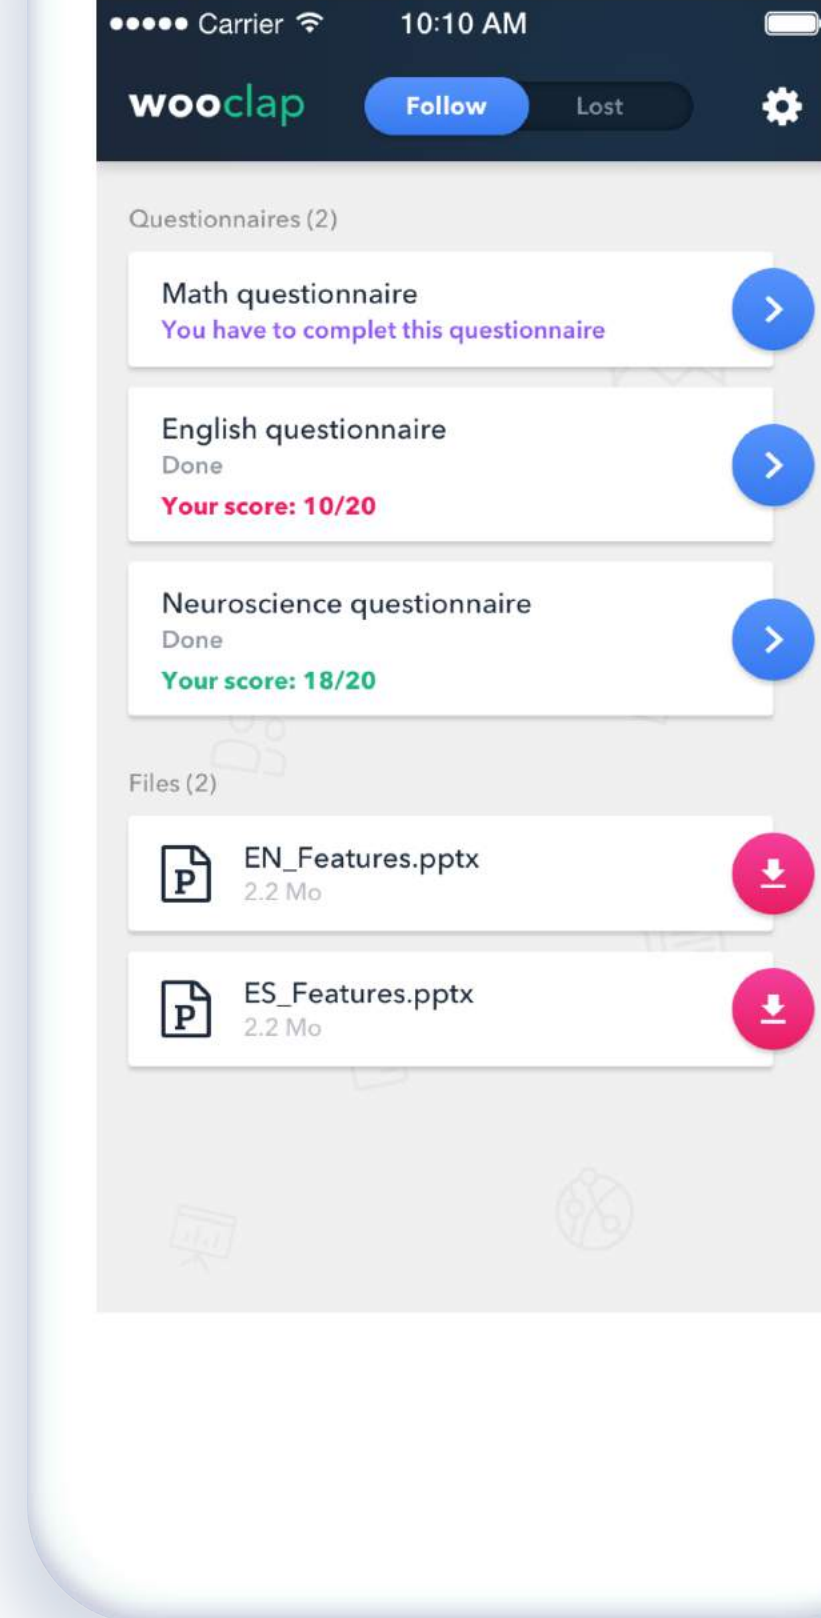 Carrier 10:10 AM
wooclap Follow Lost
Questionnaires (2)
Math questionnaire
You have to complet this questionnaire
English questionnaire
Done
Your score: 10/20
Neuroscience questionnaire
Done
Your score: 18/20
Files (2)
P EN_Features.pptx
2.2 Mo
P ES_Features.pptx
2.2 Mo